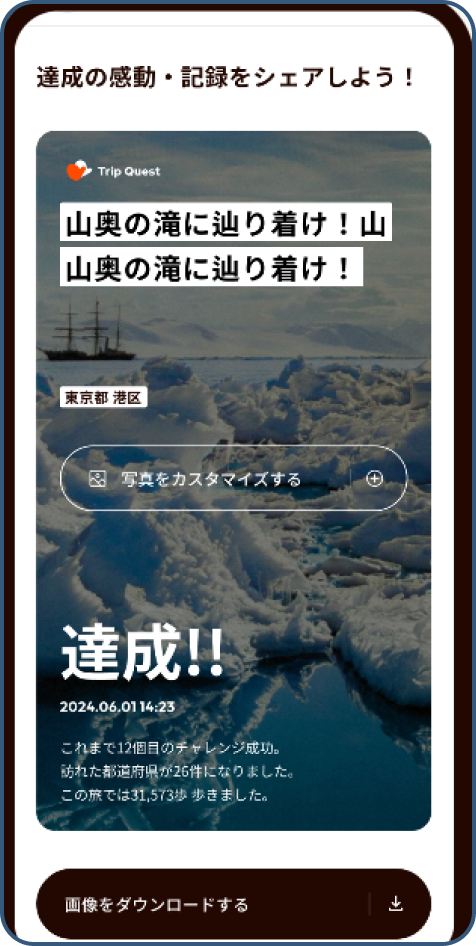 達成の感動・記録をシェアしよう！
Trip Quest
山奥の滝に辿り着け！山
山奥の滝に辿り着け！
東京都 港区
写真をカスタマイズする
達成!!
2024.06.01 14:23
これまで12個目のチャレンジ成功。
訪れた都道府県が26件になりました。
この旅では31,573歩 歩きました。
画像をダウンロードする